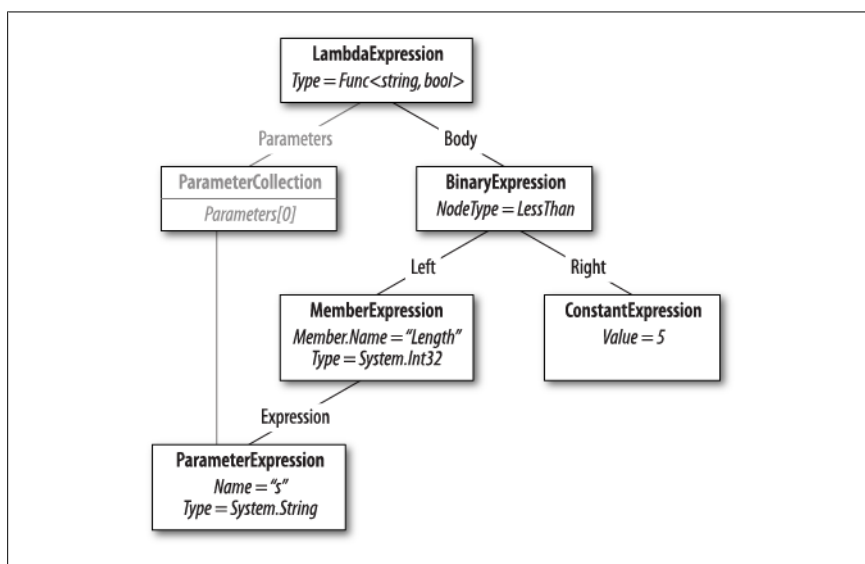 LambdaExpression
Type = Func<string, bool>
Parameters
Body
ParameterCollection
Parameters[0]
BinaryExpression
NodeType = LessThan
Left
Right
MemberExpression
Member.Name = “Length”
Type = System.Int32
ConstantExpression
Value = 5
Expression
ParameterExpression
Name = “s”
Type = System.String